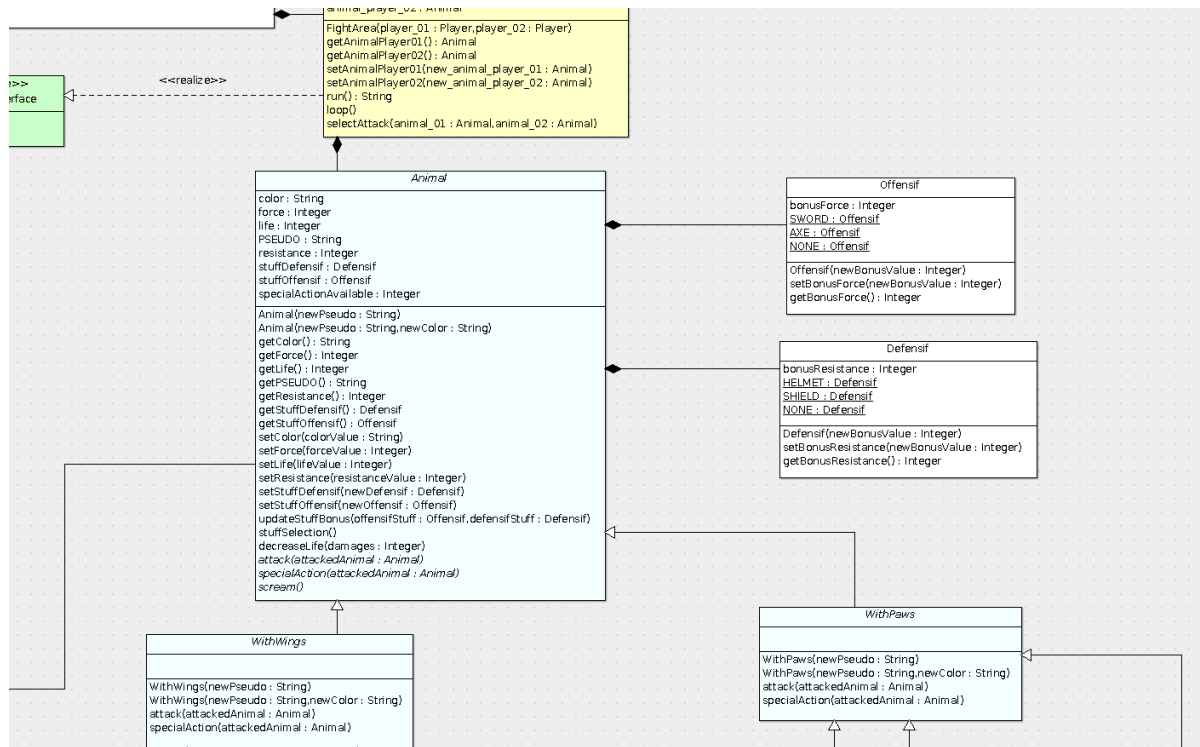 animal_player_02 : Animal
FightArea(player_01 : Player,player_02 : Player)
getAnimalPlayer01() : Animal
getAnimalPlayer02() : Animal
setAnimalPlayer01(new_animal_player_01 : Animal)
setAnimalPlayer02(new_animal_player_02 : Animal)
run() : String
loop()
selectAttack(animal_01 : Animal,animal_02 : Animal)
<<realize>>
e>>
erface
Animal
color : String
force : Integer
life : Integer
PSEUDO : String
resistance : Integer
stuffDefensif : Defensif
stuffOffensif : Offensif
specialActionAvailable : Integer
Animal(newPseudo : String)
Animal(newPseudo : String,newColor : String)
getColor() : String
getForce() : Integer
getLife() : Integer
getPSEUDO() : String
getResistance() : Integer
getStuffDefensif() : Defensif
getStuffOffensif() : Offensif
setColor(colorValue : String)
setForce(forceValue : Integer)
setLife(lifeValue : Integer)
setResistance(resistanceValue : Integer)
setStuffDefensif(newDefensif : Defensif)
setStuffOffensif(newOffensif : Offensif)
updateStuffBonus(offensifStuff : Offensif,defensifStuff : Defensif)
stuffSelection()
decreaseLife(damages : Integer)
attack(attackedAnimal : Animal)
specialAction(attackedAnimal : Animal)
scream()
Offensif
bonusForce : Integer
SWORD : Offensif
AXE : Offensif
NONE : Offensif
Offensif(newBonusValue : Integer)
setBonusForce(newBonusValue : Integer)
getBonusForce() : Integer
Defensif
bonusResistance : Integer
HELMET : Defensif
SHIELD : Defensif
NONE : Defensif
Defensif(newBonusValue : Integer)
setBonusResistance(newBonusValue : Integer)
getBonusResistance() : Integer
WithWings
WithWings(newPseudo : String)
WithWings(newPseudo : String,newColor : String)
attack(attackedAnimal : Animal)
specialAction(attackedAnimal : Animal)
WithPaws
WithPaws(newPseudo : String)
WithPaws(newPseudo : String,newColor : String)
attack(attackedAnimal : Animal)
specialAction(attackedAnimal : Animal)